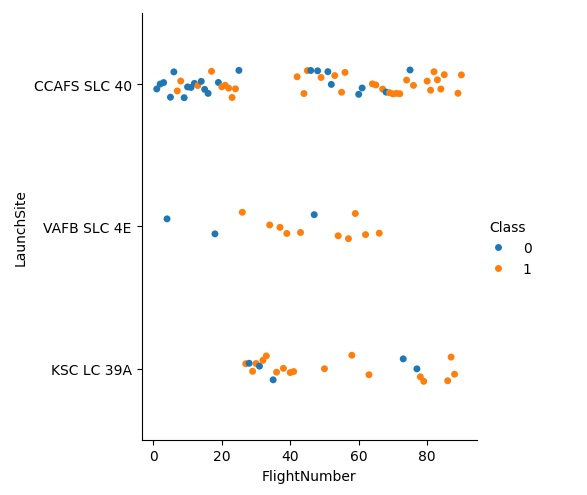 CCAFS SLC 40
VAFB SLC 4E
KSC LC 39A
LaunchSite
0 20 40 60 80
FlightNumber
Class
0
1